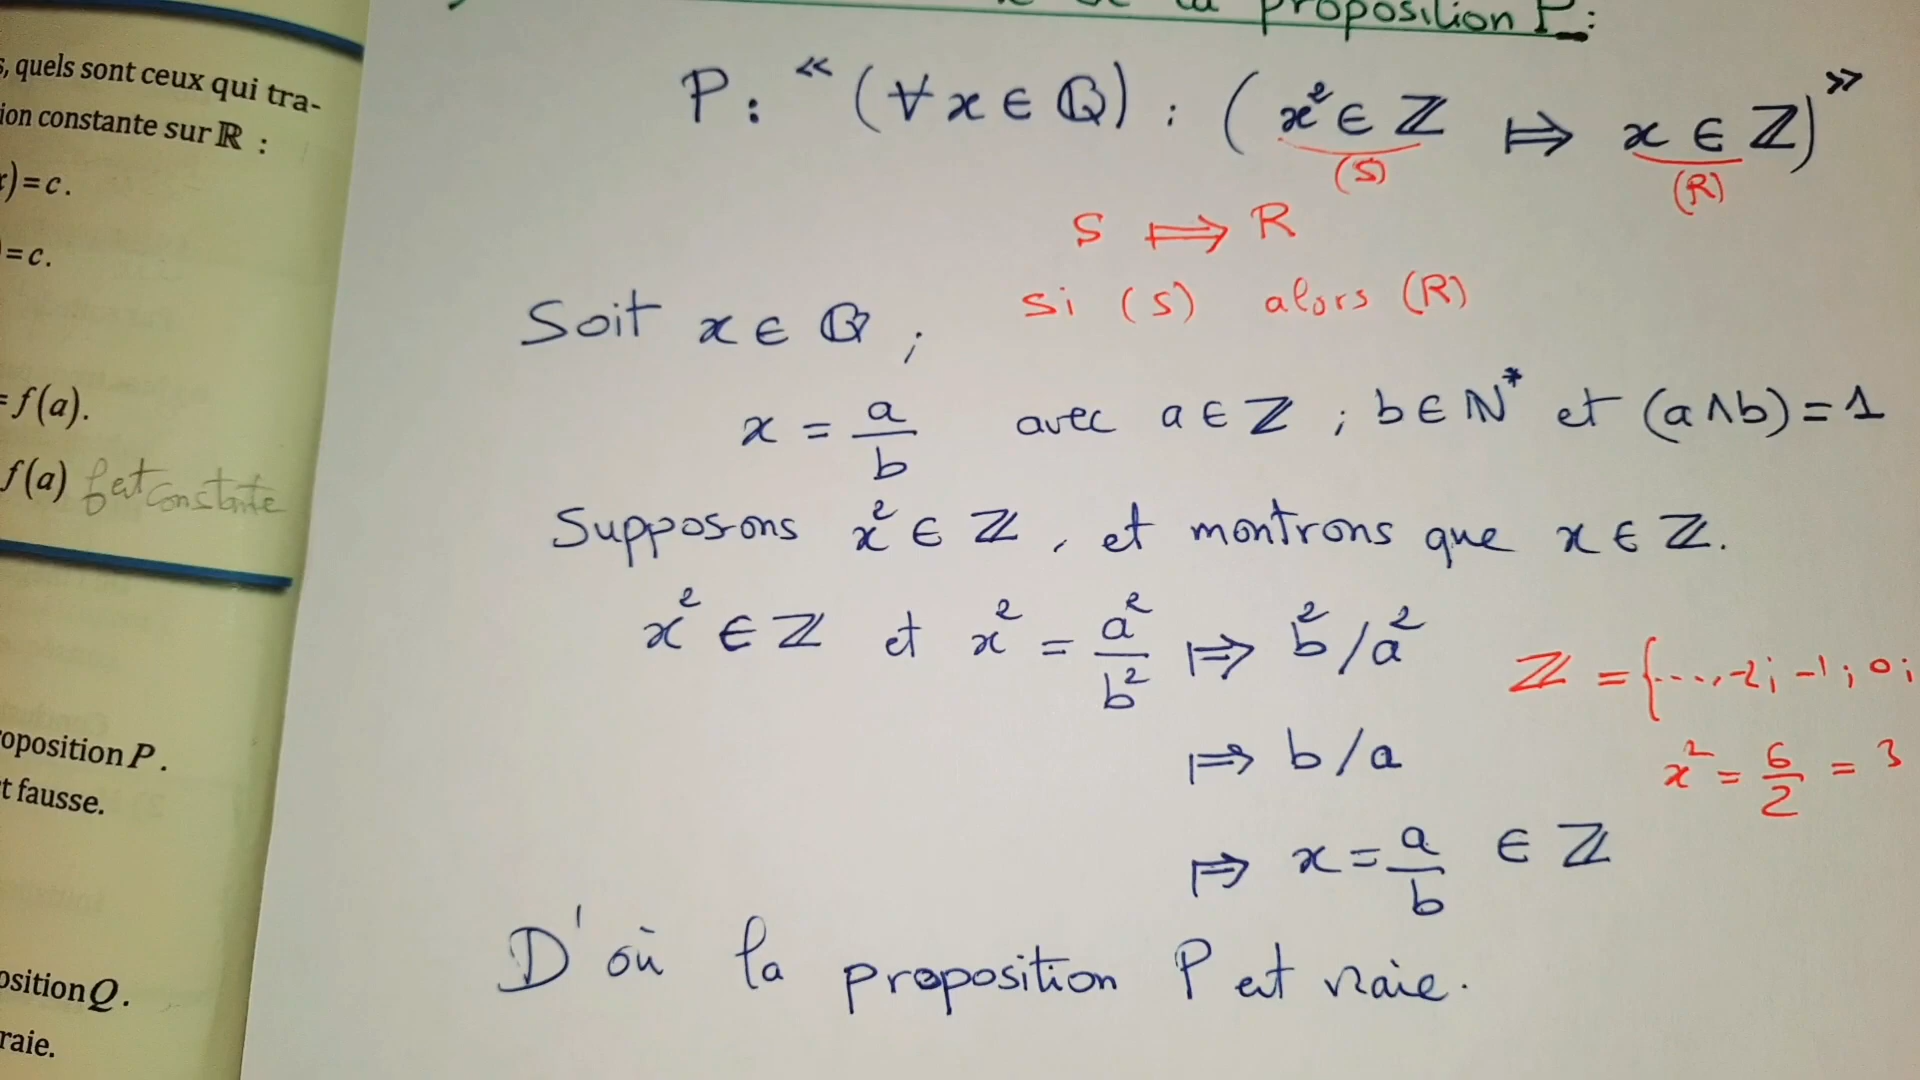 la proposition P:
P: « (∀x ∈ ℚ) : (x² ∈ ℤ ⟹ x ∈ ℤ) »
(S) (R)
S ⟹ R
si (S) alors (R)
Soit x ∈ ℚ ;
x = a/b avec a ∈ ℤ ; b ∈ ℕ* et (a∧b) = 1
Supposons x² ∈ ℤ, et montrons que x ∈ ℤ.
x² ∈ ℤ et x² = a²/b² ⟹ b²/a²
⟹ b/a
⟹ x = a/b ∈ ℤ
D'où la proposition P est vraie.
ℤ = {...,-2; -1; 0;
x² = 6/2 = 3
s, quels sont ceux qui tra-
ion constante sur ℝ :
) = c.
= c.
= f(a).
f(a) f est constante
oposition P.
t fausse.
osition Q.
raie.